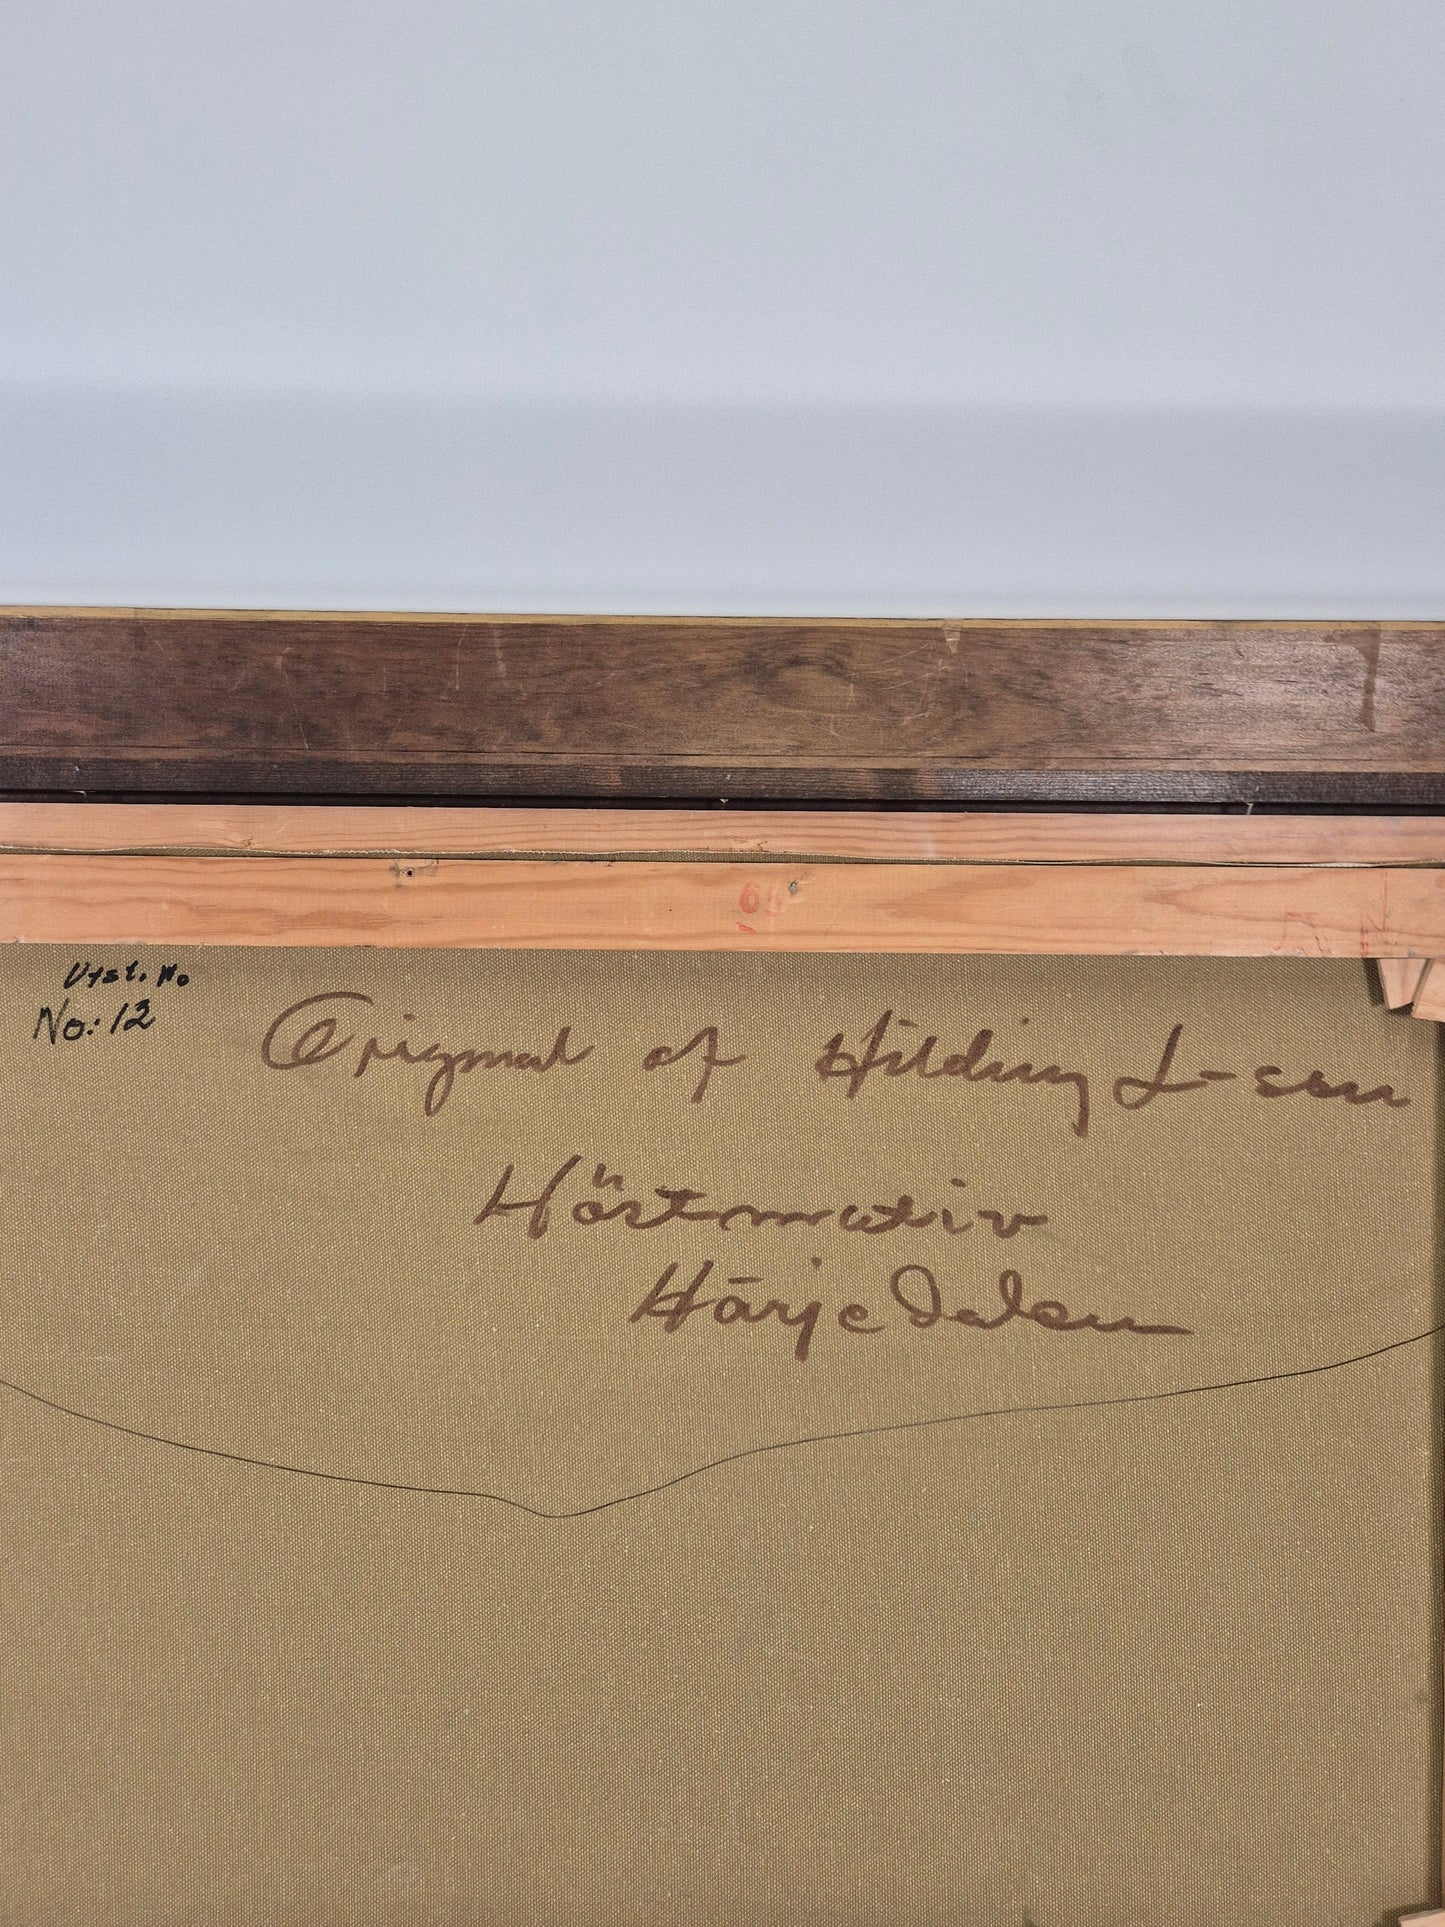 Utst. No
No: 12
Original af Hilding L-son
Höstmotiv
Härjedalen